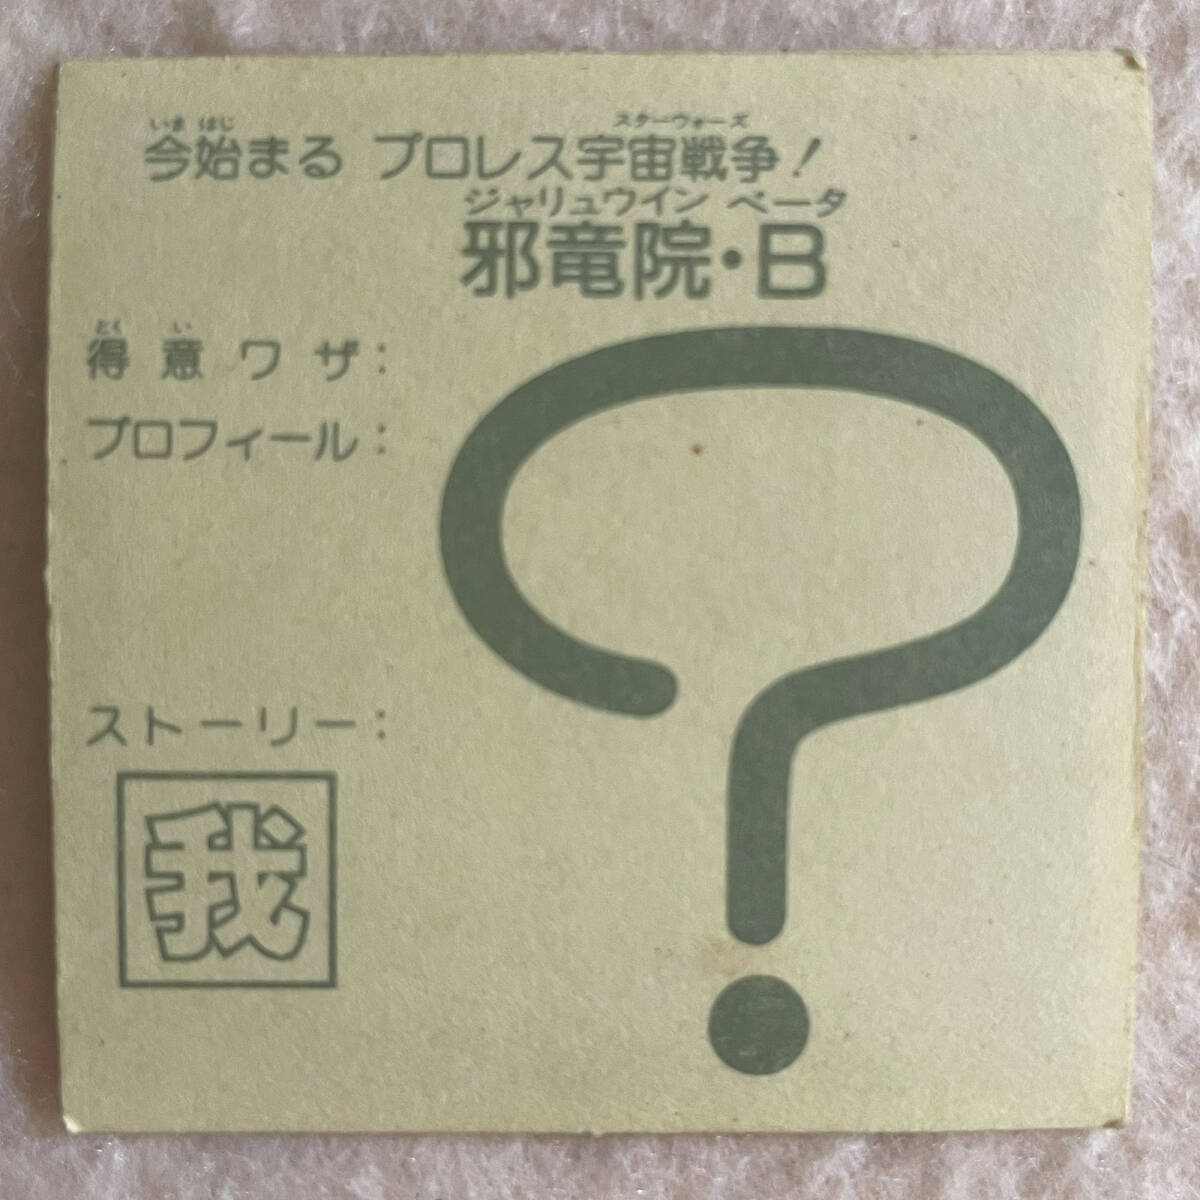 いま はじ スターウォーズ
今始まる プロレス宇宙戦争!
ジャリュウイン ベータ
邪竜院・B
とく い
得意ワザ:
プロフィール:
ストーリー:
我
?